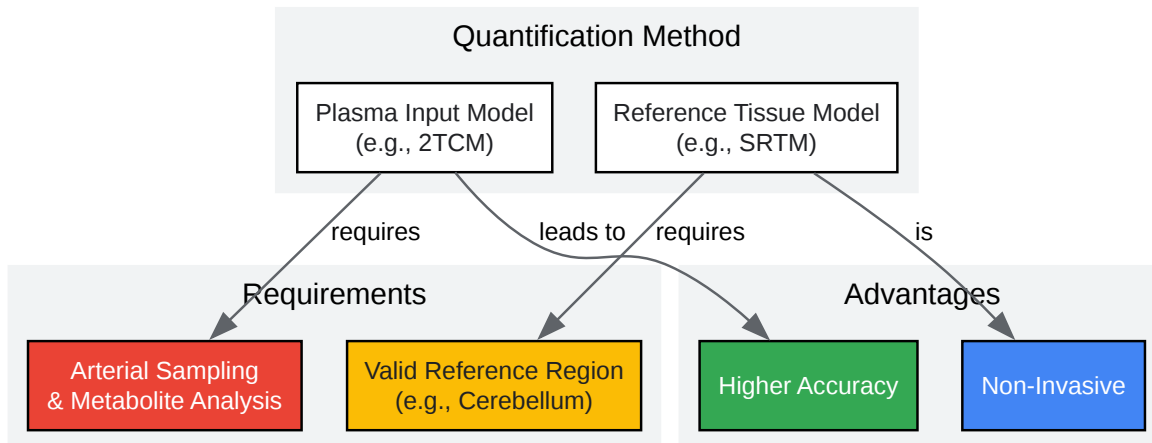 Quantification Method
Plasma Input Model
(e.g., 2TCM)
Reference Tissue Model
(e.g., SRTM)
requires
leads to
requires
is
Requirements
Advantages
Arterial Sampling
& Metabolite Analysis
Valid Reference Region
(e.g., Cerebellum)
Higher Accuracy
Non-Invasive